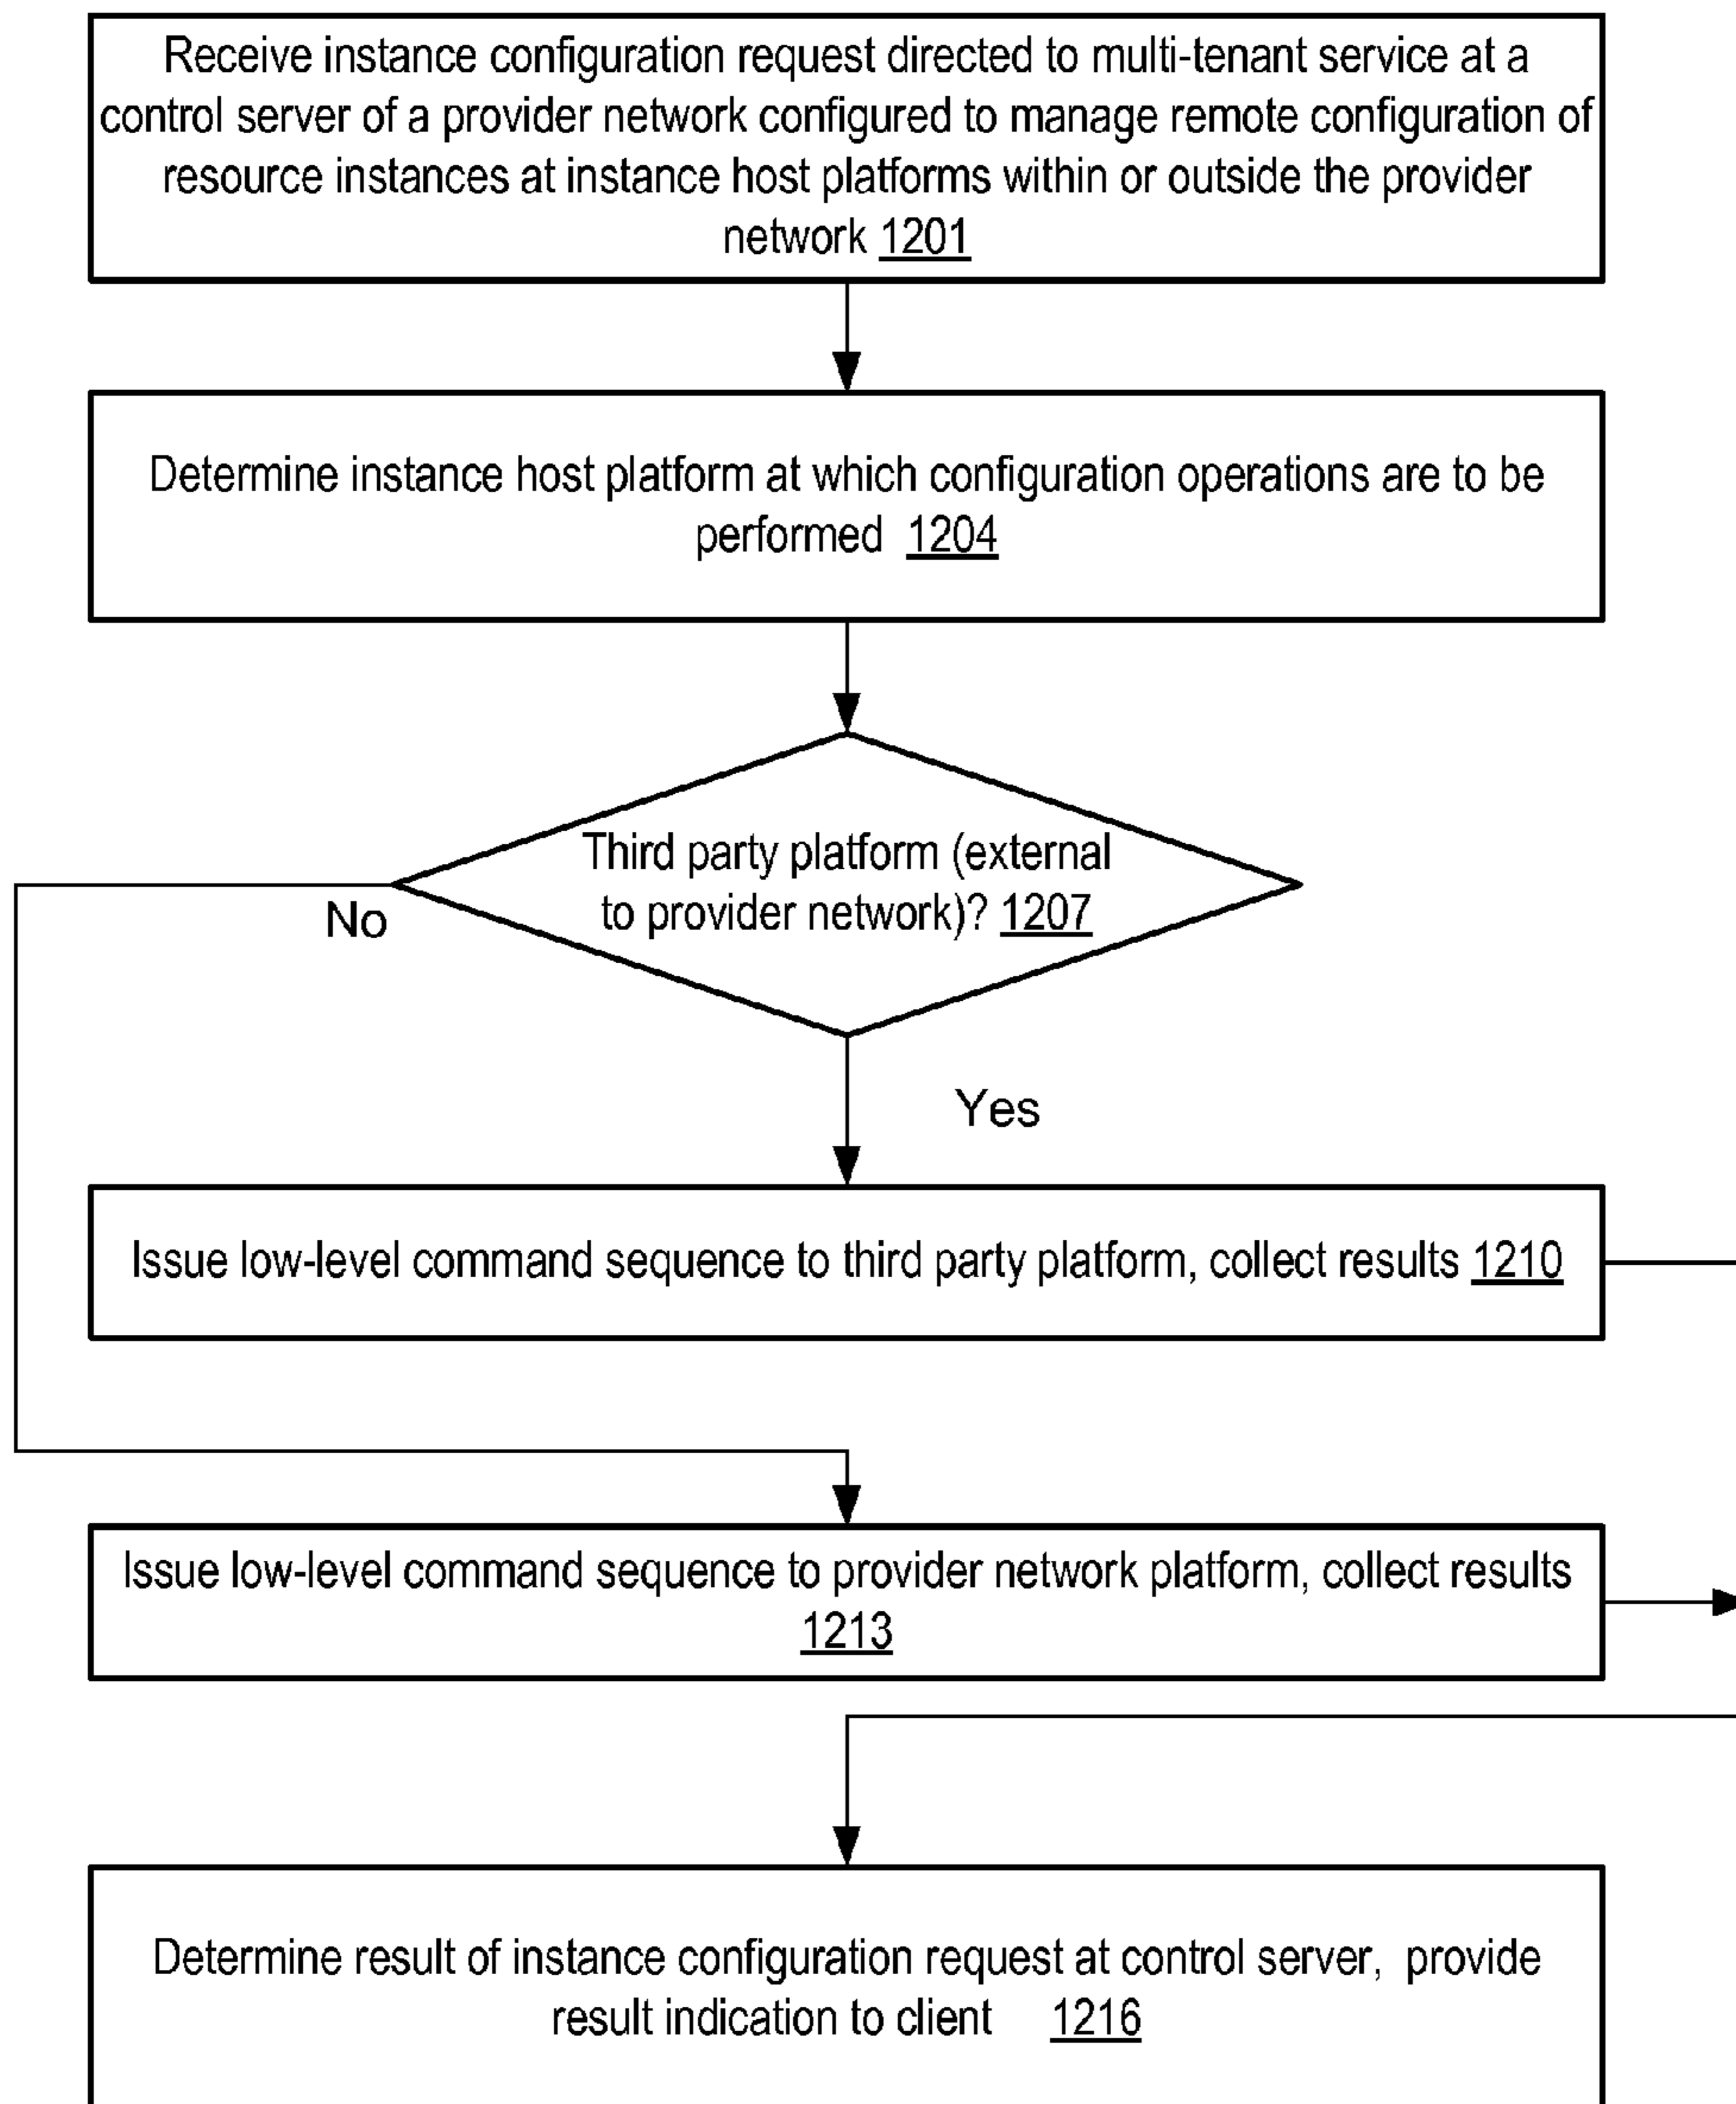 Receive instance configuration request directed to multi-tenant service at a
control server of a provider network configured to manage remote configuration of
resource instances at instance host platforms within or outside the provider
network 1201
Determine instance host platform at which configuration operations are to be
performed 1204
Third party platform (external
to provider network)? 1207
No
Yes
Issue low-level command sequence to third party platform, collect results 1210
Issue low-level command sequence to provider network platform, collect results
1213
Determine result of instance configuration request at control server, provide
result indication to client 1216